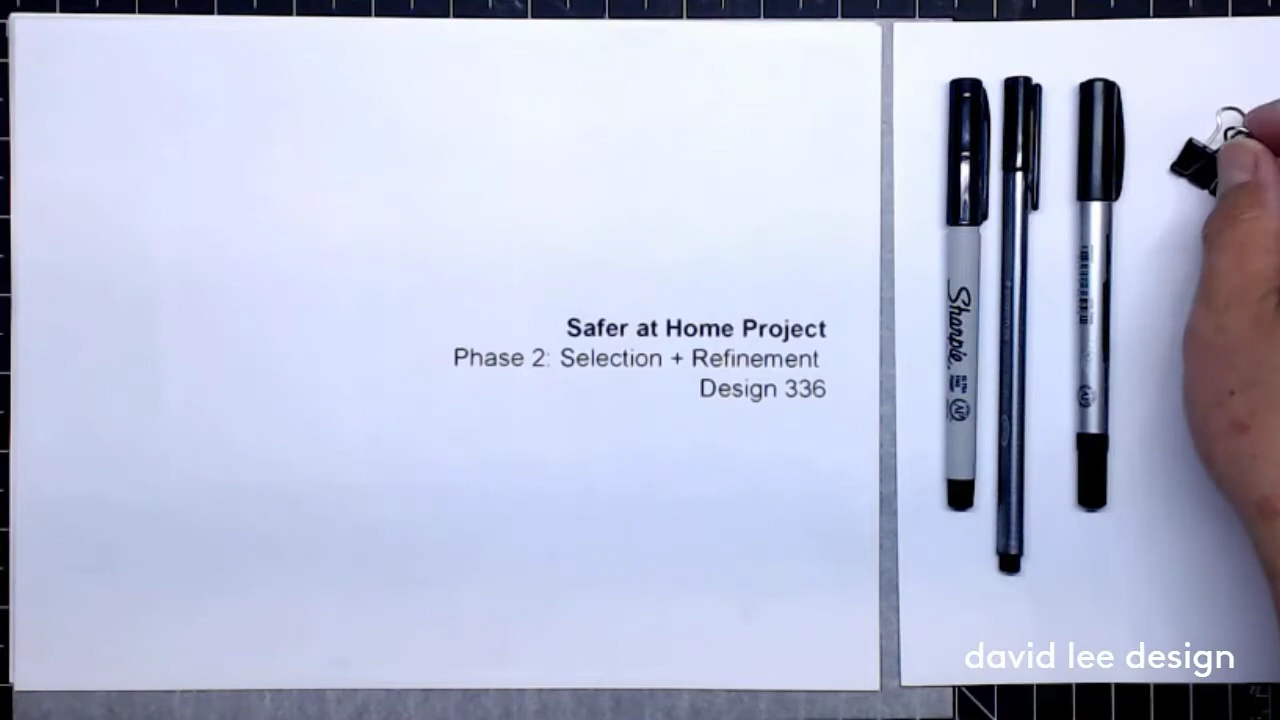 Safer at Home Project
Phase 2: Selection + Refinement
Design 336
Sharpie
david lee design